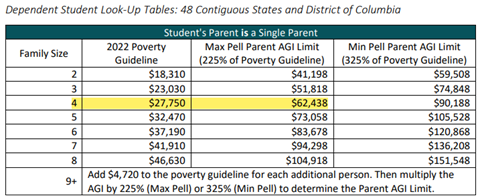 Dependent Student Look-Up Tables: 48 Contiguous States and District of Columbia
Student's Parent is a Single Parent
Family Size 2022 Poverty Guideline Max Pell Parent AGI Limit (225% of Poverty Guideline) Min Pell Parent AGI Limit (325% of Poverty Guideline)
2 $18,310 $41,198 $59,508
3 $23,030 $51,818 $74,848
4 $27,750 $62,438 $90,188
5 $32,470 $73,058 $105,528
6 $37,190 $83,678 $120,868
7 $41,910 $94,298 $136,208
8 $46,630 $104,918 $151,548
9+ Add $4,720 to the poverty guideline for each additional person. Then multiply the
AGI by 225% (Max Pell) or 325% (Min Pell) to determine the Parent AGI Limit.